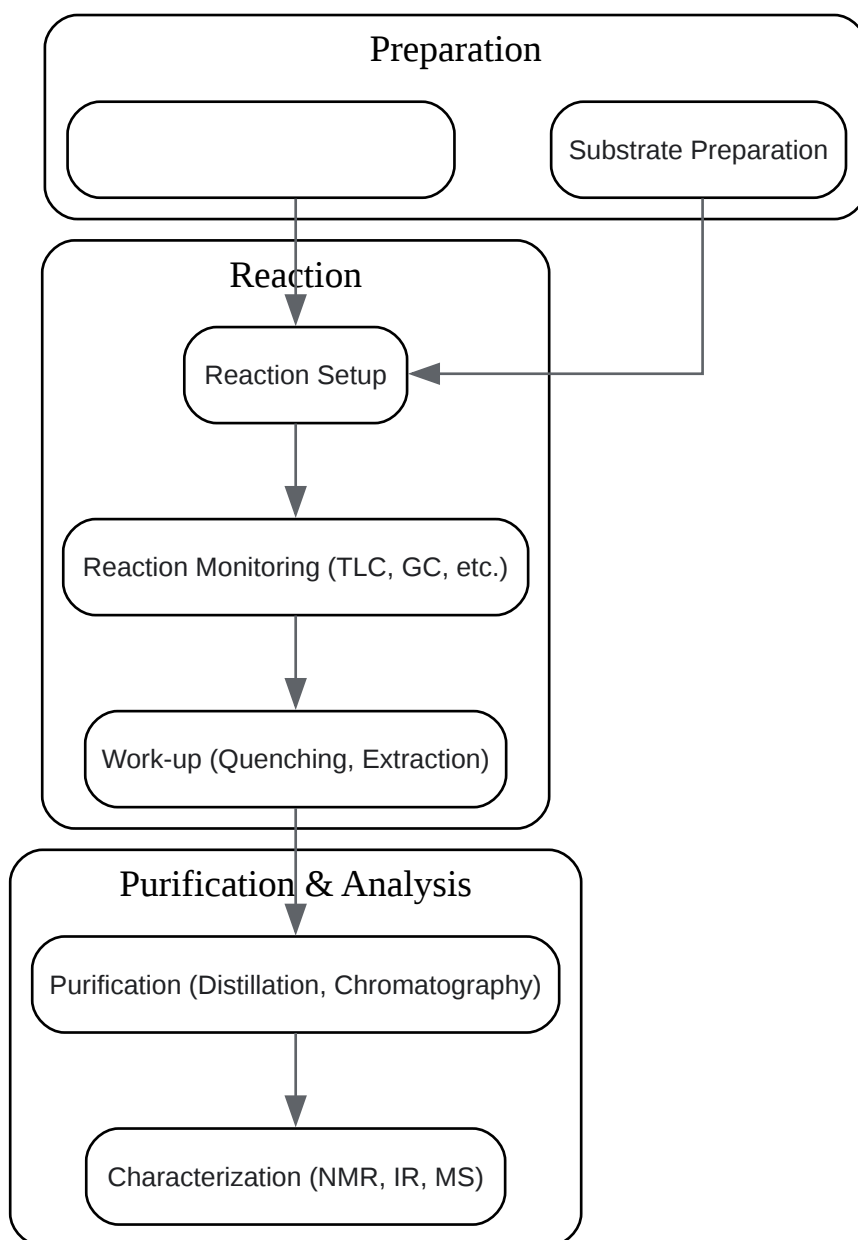 Preparation
Substrate Preparation
Reaction
Reaction Setup
Reaction Monitoring (TLC, GC, etc.)
Work-up (Quenching, Extraction)
Purification & Analysis
Purification (Distillation, Chromatography)
Characterization (NMR, IR, MS)